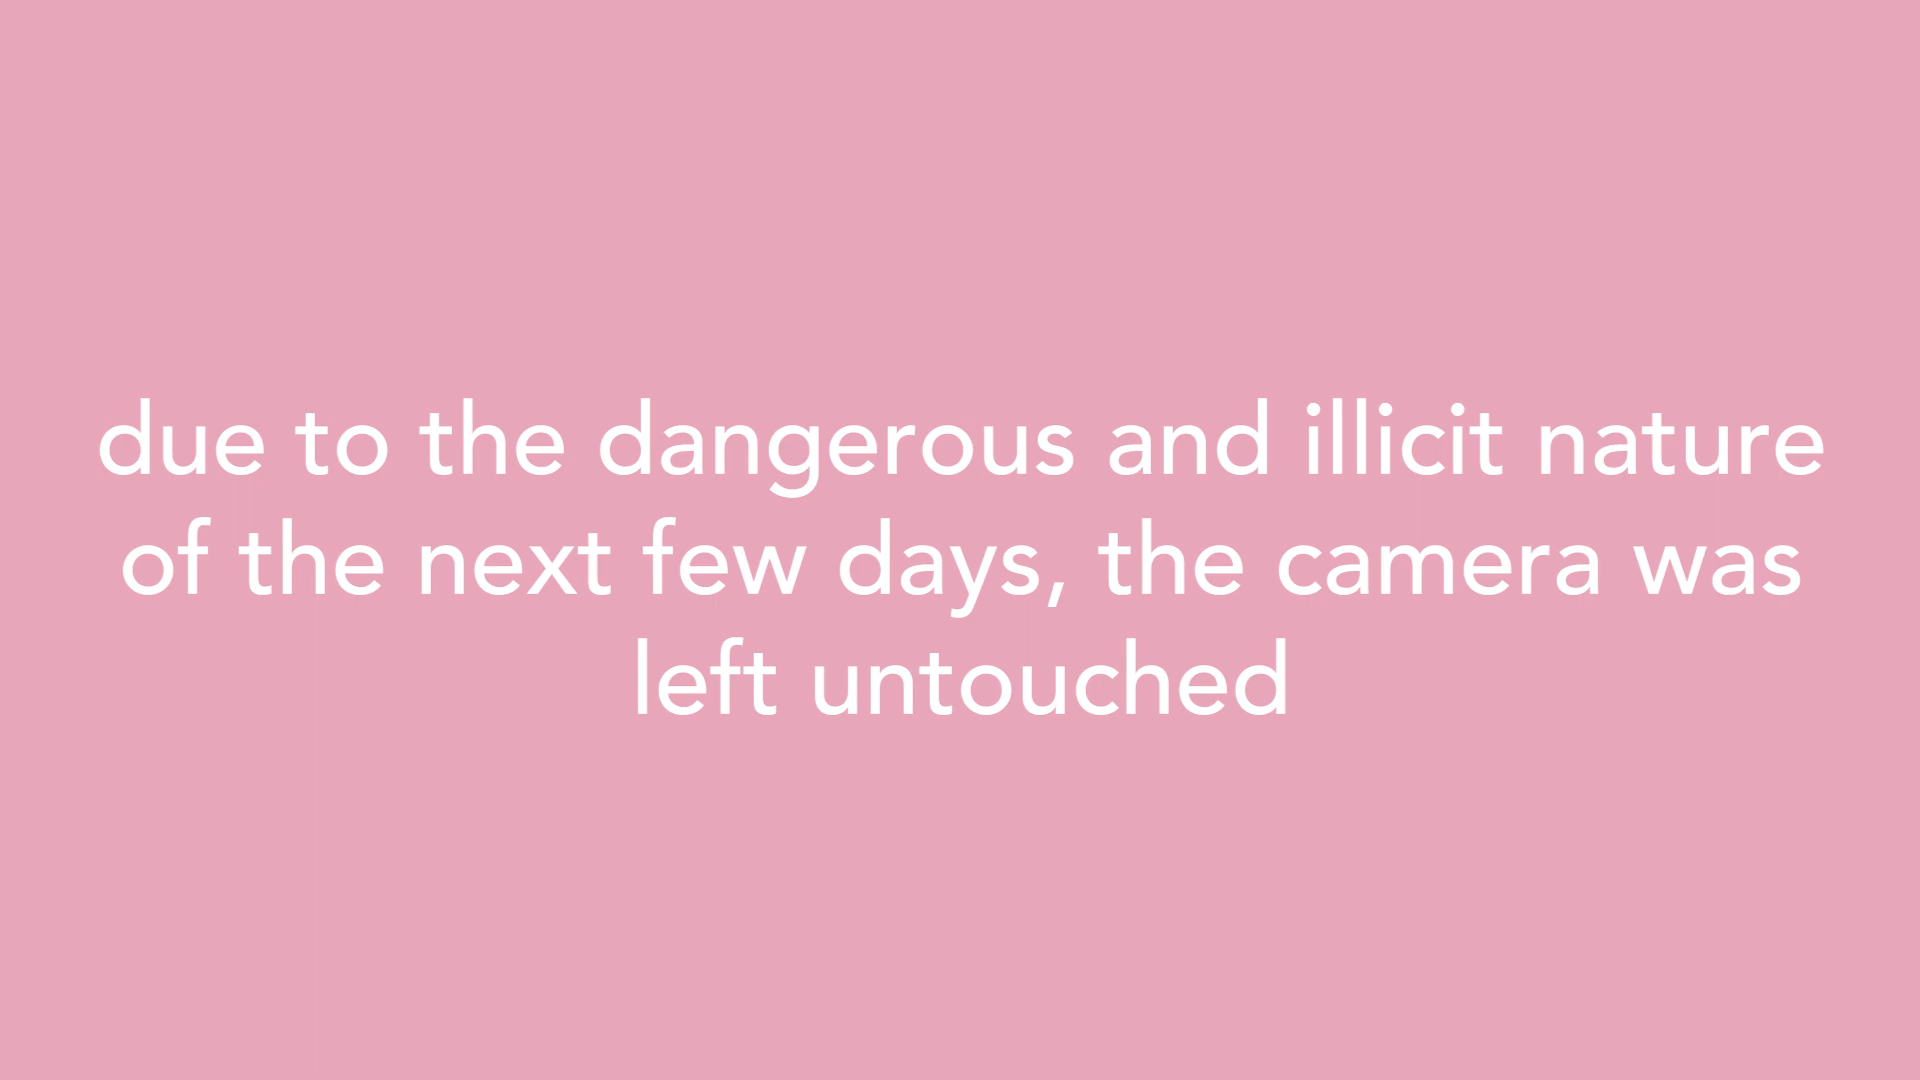 due to the dangerous and illicit nature
of the next few days, the camera was
left untouched